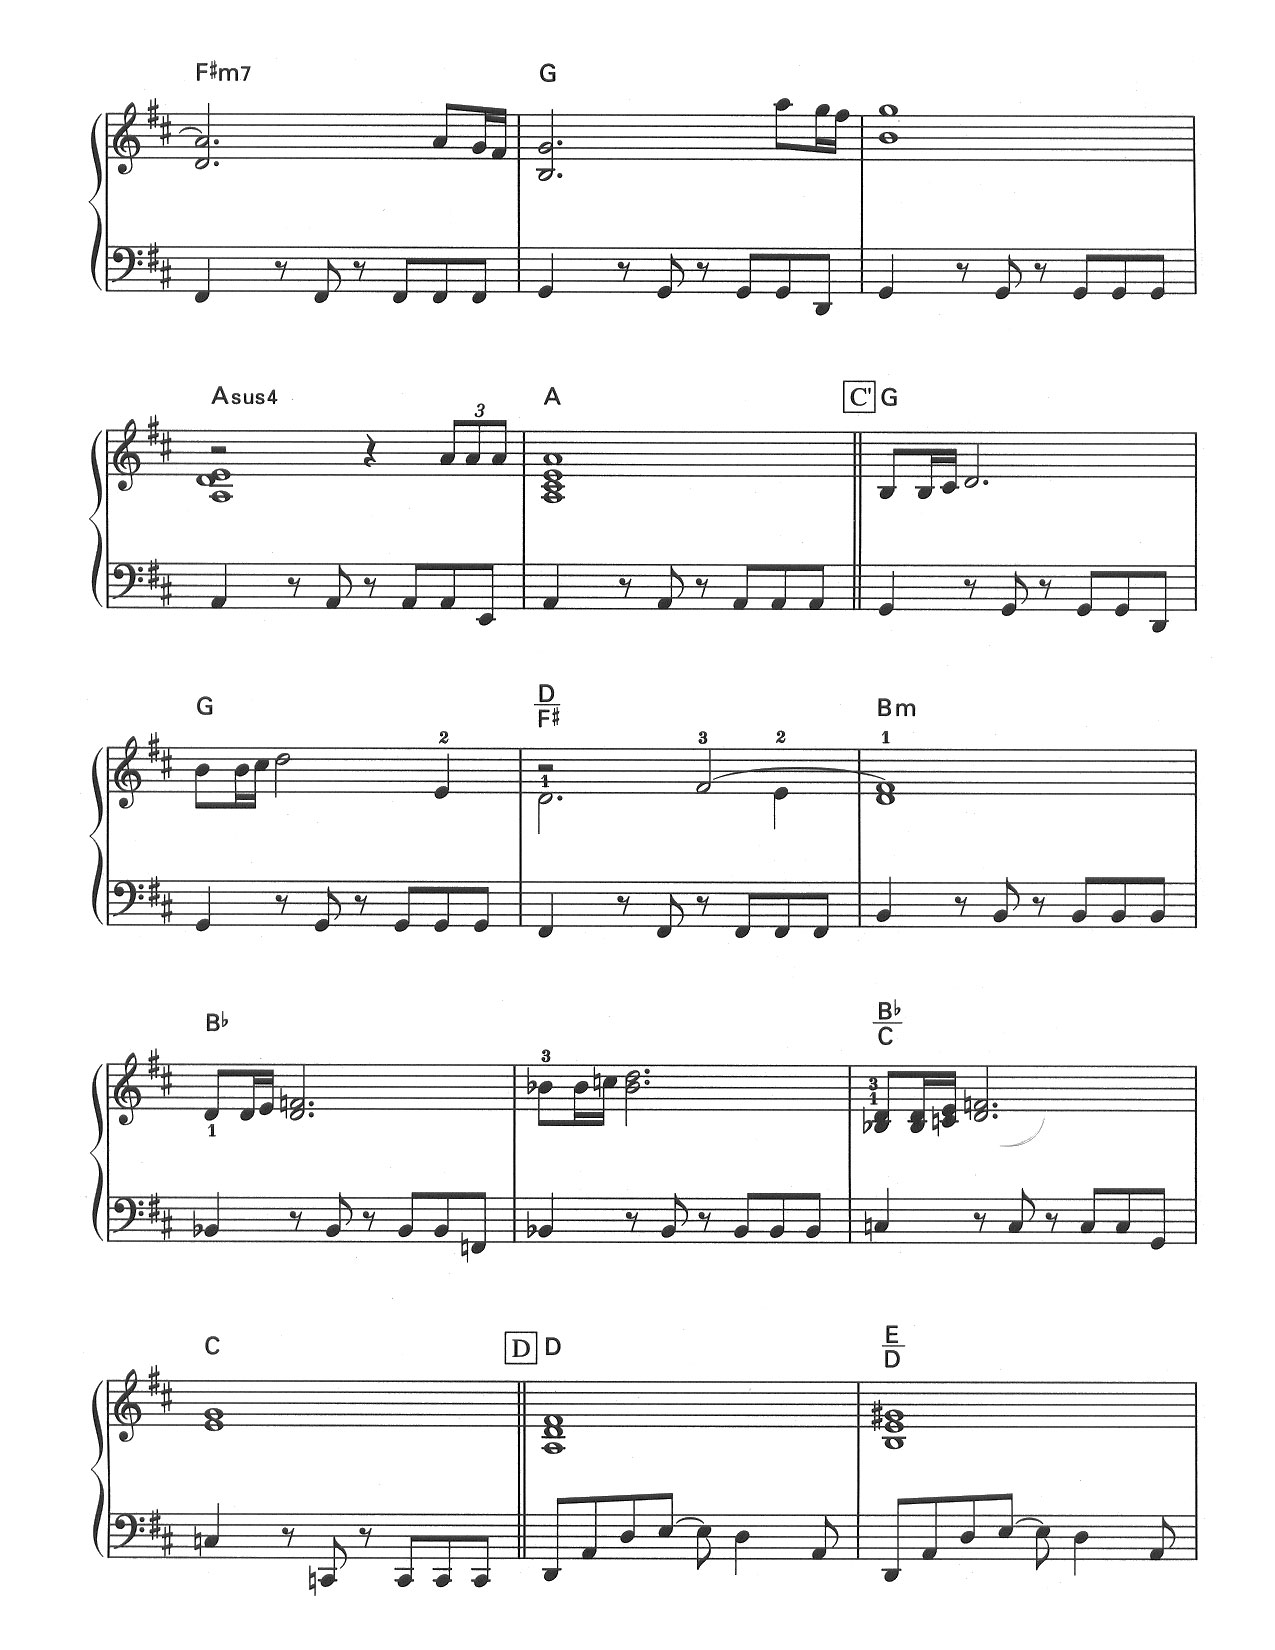 F♯m7 G
Asus4 3 A C' G
G 2 D/F♯ 1 3 2 Bm 1
B♭ 1 3 B♭/C 3 1
C D D E/D